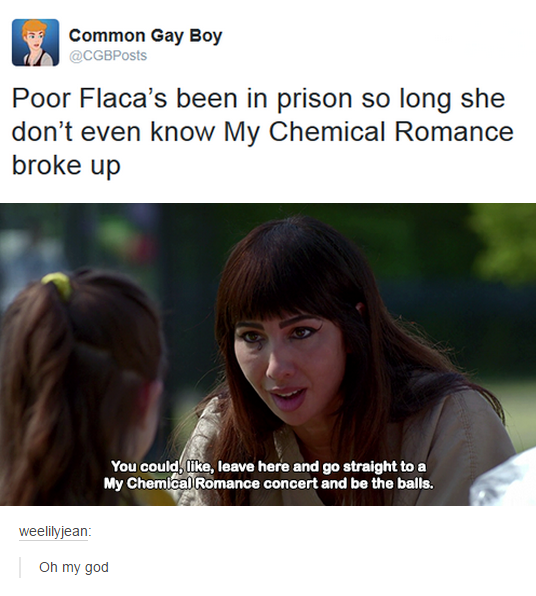 Common Gay Boy
@CGBPosts
Poor Flaca's been in prison so long she
don't even know My Chemical Romance
broke up
You could, like, leave here and go straight to a
My Chemical Romance concert and be the balls.
weelilyjean:
Oh my god